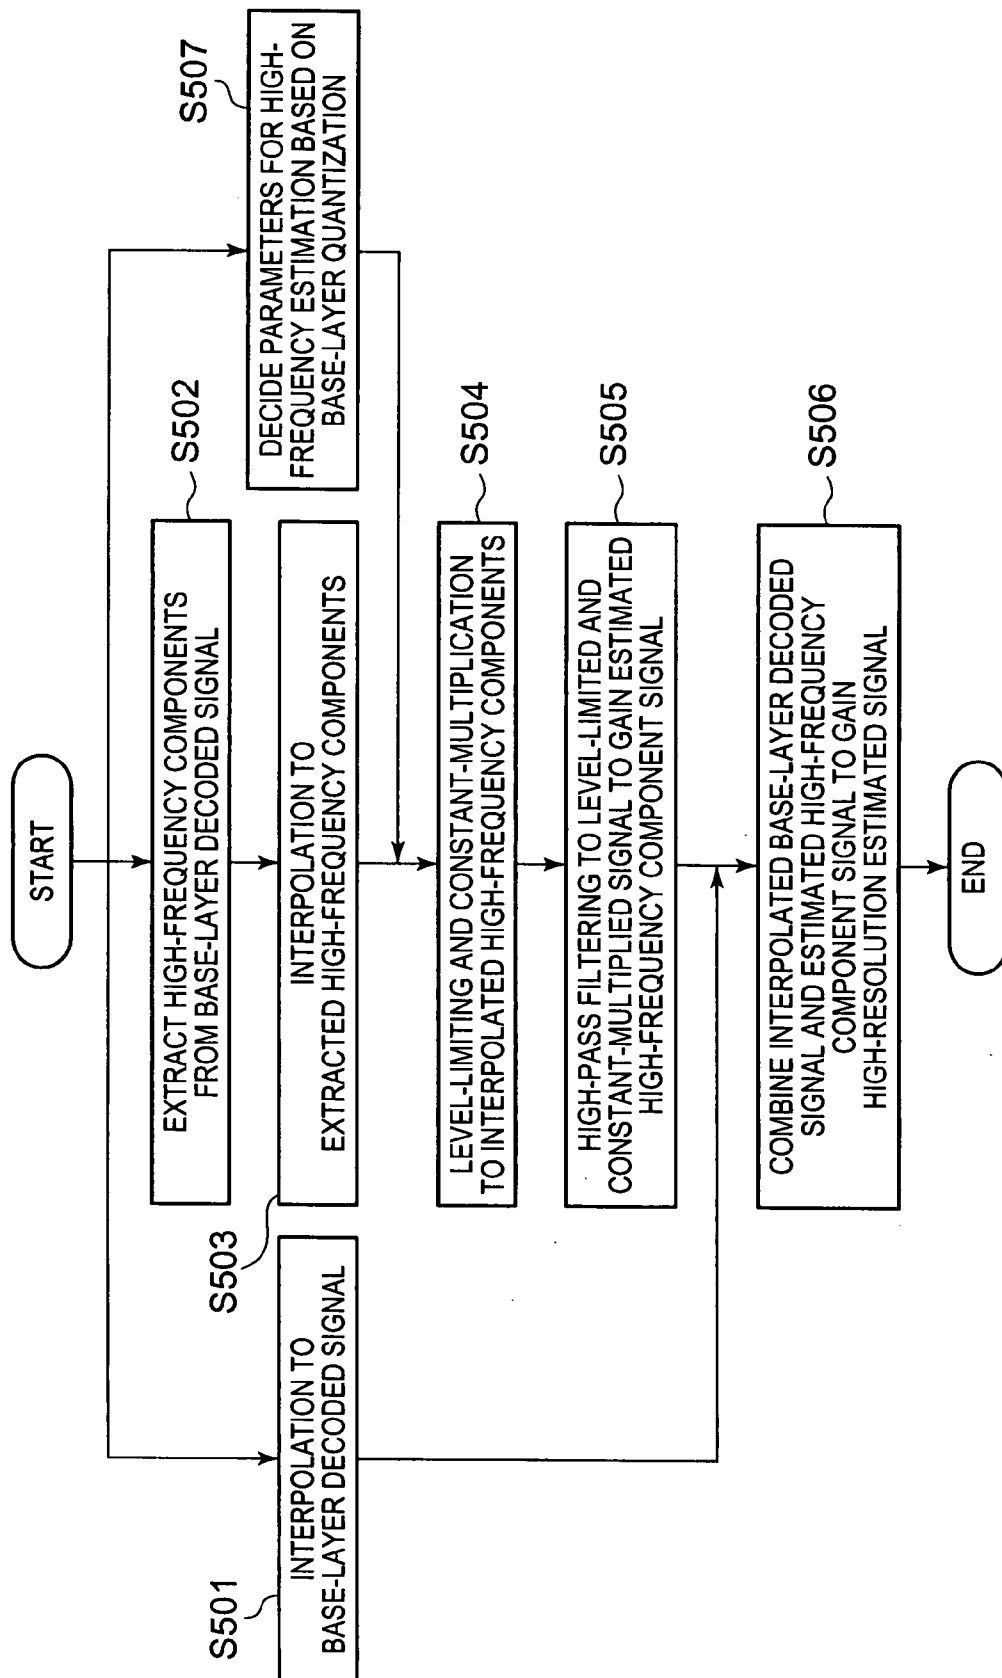 START
S507
DECIDE PARAMETERS FOR HIGH-
FREQUENCY ESTIMATION BASED ON
BASE-LAYER QUANTIZATION
S502
EXTRACT HIGH-FREQUENCY COMPONENTS
FROM BASE-LAYER DECODED SIGNAL
S503
INTERPOLATION TO
EXTRACTED HIGH-FREQUENCY COMPONENTS
S501
INTERPOLATION TO
BASE-LAYER DECODED SIGNAL
S504
LEVEL-LIMITING AND CONSTANT-MULTIPLICATION
TO INTERPOLATED HIGH-FREQUENCY COMPONENTS
S505
HIGH-PASS FILTERING TO LEVEL-LIMITED AND
CONSTANT-MULTIPLIED SIGNAL TO GAIN ESTIMATED
HIGH-FREQUENCY COMPONENT SIGNAL
S506
COMBINE INTERPOLATED BASE-LAYER DECODED
SIGNAL AND ESTIMATED HIGH-FREQUENCY
COMPONENT SIGNAL TO GAIN
HIGH-RESOLUTION ESTIMATED SIGNAL
END